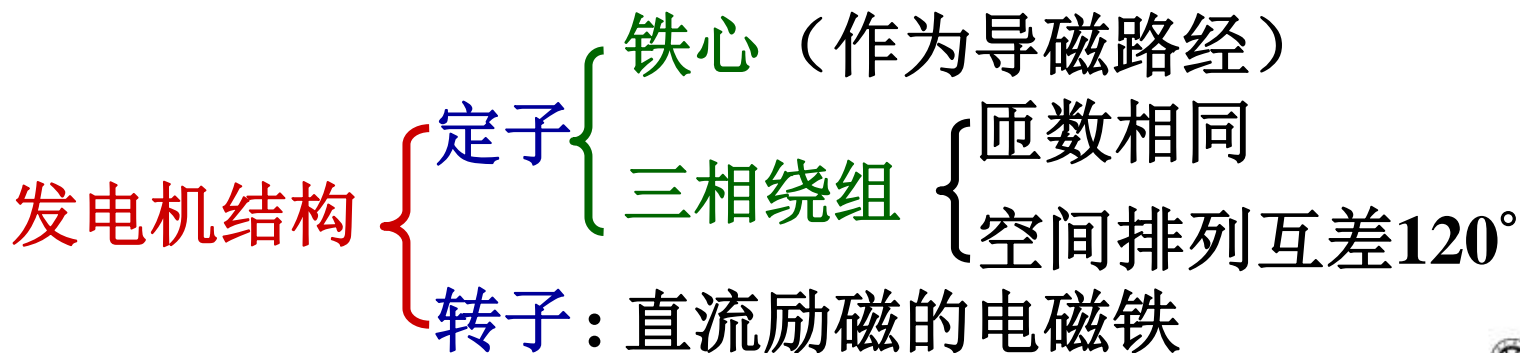 铁心（作为导磁路经）
定子
匝数相同
三相绕组
发电机结构
空间排列互差120°
转子：直流励磁的电磁铁